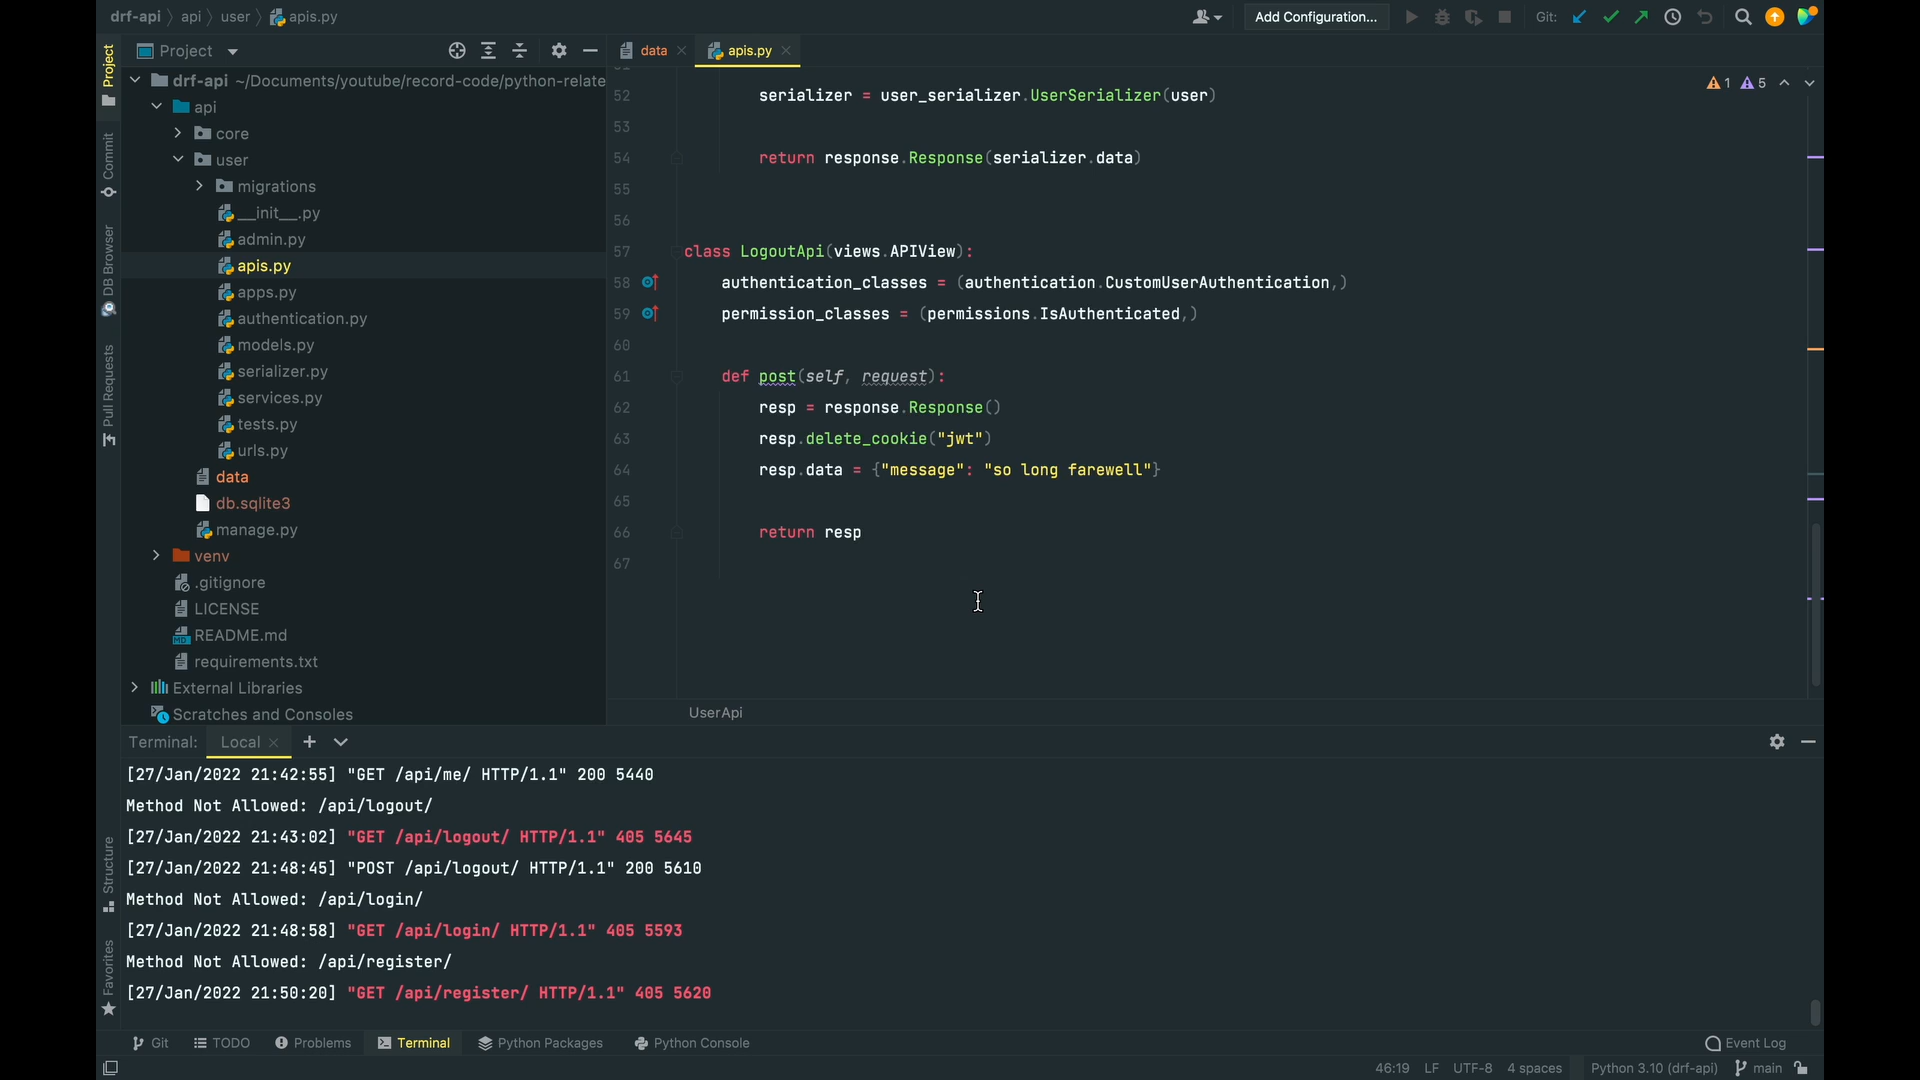 drf-api api user apis.py
Add Configuration...
Git:
Project
data
apis.py
Project
Commit
DB Browser
Pull Requests
Structure
Favorites
drf-api ~/Documents/youtube/record-code/python-relate
api
core
user
migrations
__init__.py
admin.py
apis.py
apps.py
authentication.py
models.py
serializer.py
services.py
tests.py
urls.py
data
db.sqlite3
manage.py
venv
.gitignore
LICENSE
README.md
requirements.txt
External Libraries
Scratches and Consoles
1 5
52 serializer = user_serializer.UserSerializer(user)
53
54 return response.Response(serializer.data)
55
56
57 class LogoutApi(views.APIView):
58 authentication_classes = (authentication.CustomUserAuthentication,)
59 permission_classes = (permissions.IsAuthenticated,)
60
61 def post(self, request):
62 resp = response.Response()
63 resp.delete_cookie("jwt")
64 resp.data = {"message": "so long farewell"}
65
66 return resp
67
UserApi
Terminal: Local
[27/Jan/2022 21:42:55] "GET /api/me/ HTTP/1.1" 200 5440
Method Not Allowed: /api/logout/
[27/Jan/2022 21:43:02] "GET /api/logout/ HTTP/1.1" 405 5645
[27/Jan/2022 21:48:45] "POST /api/logout/ HTTP/1.1" 200 5610
Method Not Allowed: /api/login/
[27/Jan/2022 21:48:58] "GET /api/login/ HTTP/1.1" 405 5593
Method Not Allowed: /api/register/
[27/Jan/2022 21:50:20] "GET /api/register/ HTTP/1.1" 405 5620
Git TODO Problems Terminal Python Packages Python Console Event Log
46:19 LF UTF-8 4 spaces Python 3.10 (drf-api) main